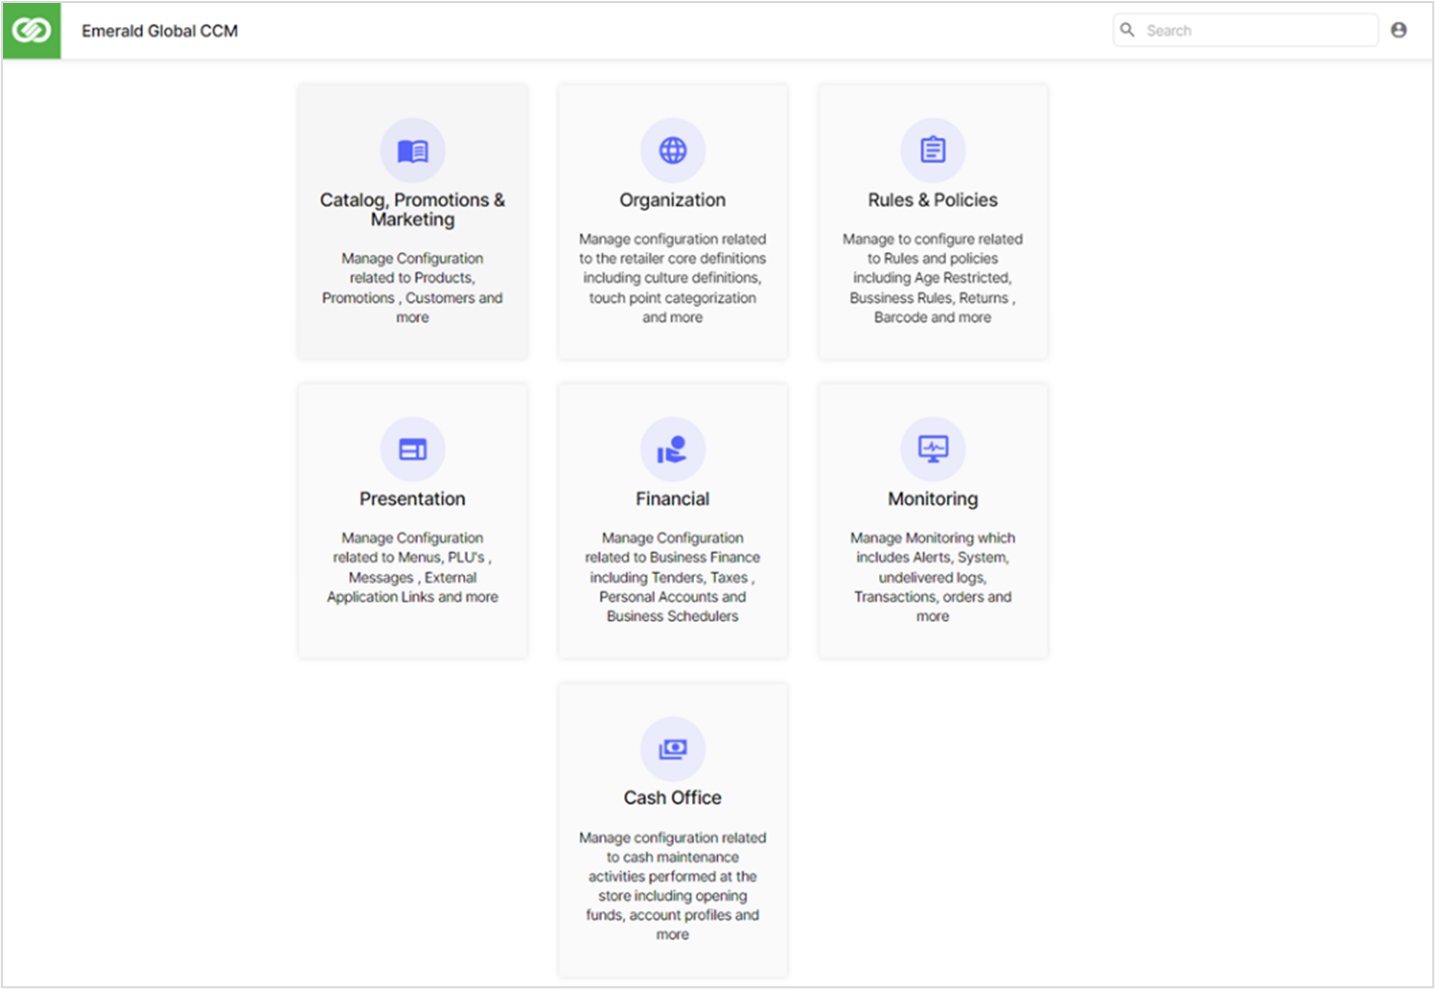 Emerald Global CCM
Search
Catalog, Promotions &
Marketing
Manage Configuration
related to Products,
Promotions , Customers and
more
Organization
Manage configuration related
to the retailer core definitions
including culture definitions,
touch point categorization
and more
Rules & Policies
Manage to configure related
to Rules and policies
including Age Restricted,
Bussiness Rules, Returns ,
Barcode and more
Presentation
Manage Configuration
related to Menus, PLU's ,
Messages , External
Application Links and more
Financial
Manage Configuration
related to Business Finance
including Tenders, Taxes ,
Personal Accounts and
Business Schedulers
Monitoring
Manage Monitoring which
includes Alerts, System,
undelivered logs,
Transactions, orders and
more
Cash Office
Manage configuration related
to cash maintenance
activities performed at the
store including opening
funds, account profiles and
more